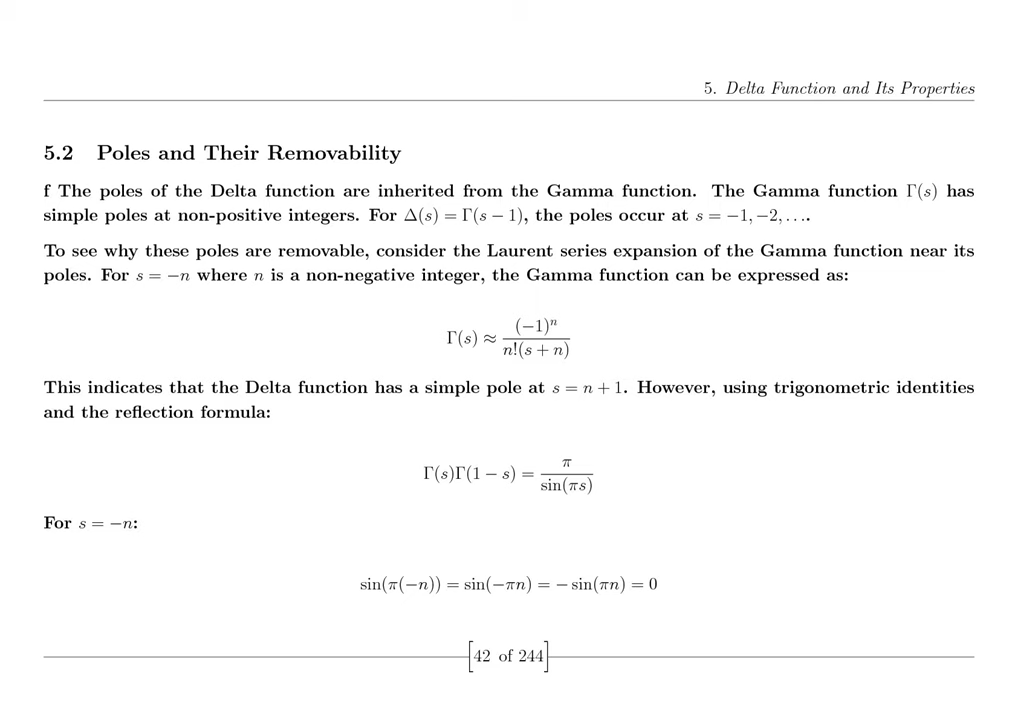 5. Delta Function and Its Properties
5.2 Poles and Their Removability
f The poles of the Delta function are inherited from the Gamma function. The Gamma function Γ(s) has
simple poles at non-positive integers. For Δ(s) = Γ(s − 1), the poles occur at s = −1, −2, . . ..
To see why these poles are removable, consider the Laurent series expansion of the Gamma function near its
poles. For s = −n where n is a non-negative integer, the Gamma function can be expressed as:
Γ(s) ≈ (−1)^n / n!(s + n)
This indicates that the Delta function has a simple pole at s = n + 1. However, using trigonometric identities
and the reflection formula:
Γ(s)Γ(1 − s) = π / sin(πs)
For s = −n:
sin(π(−n)) = sin(−πn) = − sin(πn) = 0
[42 of 244]